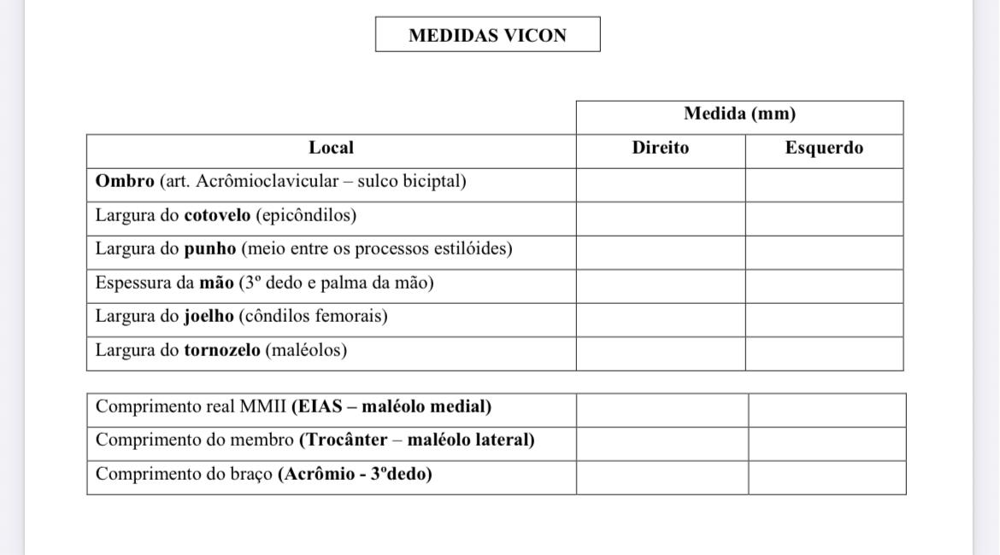 MEDIDAS VICON
Medida (mm)
Local Direito Esquerdo
Ombro (art. Acrômioclavicular – sulco biciptal)
Largura do cotovelo (epicôndilos)
Largura do punho (meio entre os processos estilóides)
Espessura da mão (3º dedo e palma da mão)
Largura do joelho (côndilos femorais)
Largura do tornozelo (maléolos)
Comprimento real MMII (EIAS – maléolo medial)
Comprimento do membro (Trocânter – maléolo lateral)
Comprimento do braço (Acrômio - 3ºdedo)